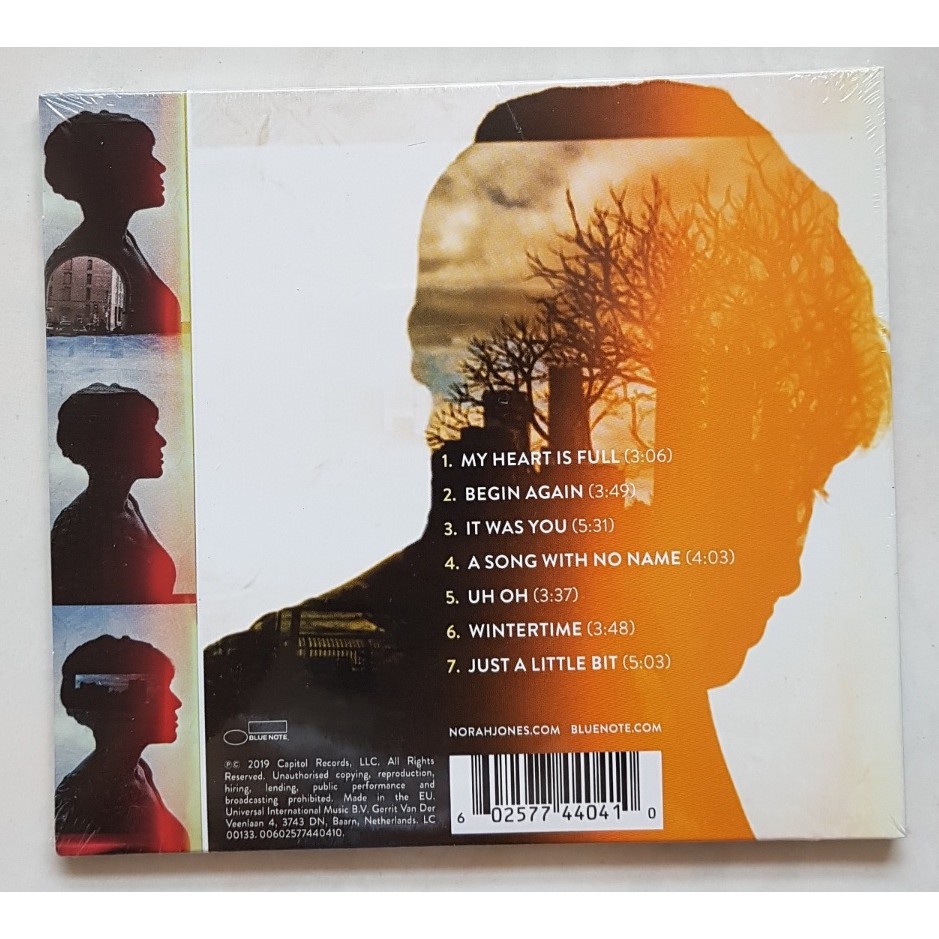 1. MY HEART IS FULL (3:06)
2. BEGIN AGAIN (3:49)
3. IT WAS YOU (5:31)
4. A SONG WITH NO NAME (4:03)
5. UH OH (3:37)
6. WINTERTIME (3:48)
7. JUST A LITTLE BIT (5:03)
NORAHJONES.COM BLUENOTE.COM
BLUE NOTE
℗© 2019 Capitol Records, LLC. All Rights
Reserved. Unauthorised copying, reproduction,
hiring, lending, public performance and
broadcasting prohibited. Made in the EU.
Universal International Music B.V, Gerrit Van Der
Veenlaan 4, 3743 DN, Baarn, Netherlands. LC
00133. 00602577440410.
6 02577 44041 0